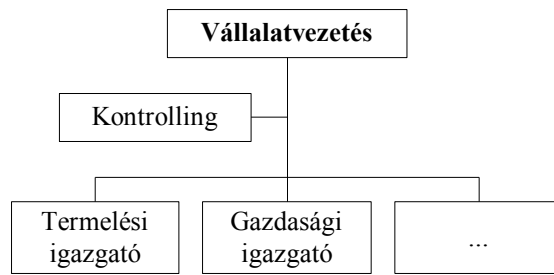 Vállalatvezetés
Kontrolling
Termelési
igazgató
Gazdasági
igazgató
...